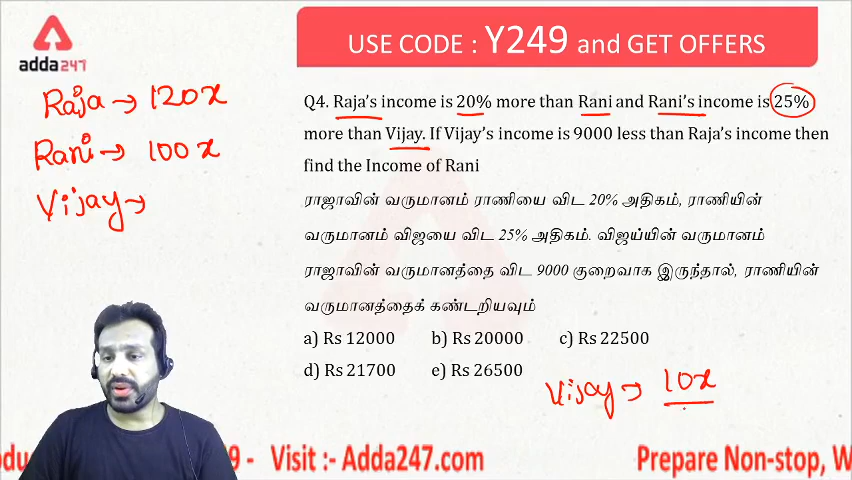 USE CODE : Y249 and GET OFFERS
adda247
Raja → 120x
Rani → 100x
Vijay →
Q4. Raja's income is 20% more than Rani and Rani's income is 25%
more than Vijay. If Vijay's income is 9000 less than Raja's income then
find the Income of Rani
ராஜாவின் வருமானம் ராணியை விட 20% அதிகம், ராணியின்
வருமானம் விஜயை விட 25% அதிகம். விஜய்யின் வருமானம்
ராஜாவின் வருமானத்தை விட 9000 குறைவாக இருந்தால், ராணியின்
வருமானத்தைக் கண்டறியவும்
a) Rs 12000 b) Rs 20000 c) Rs 22500
d) Rs 21700 e) Rs 26500
Vijay → 10x
9 - Visit :- Adda247.com Prepare Non-stop, W